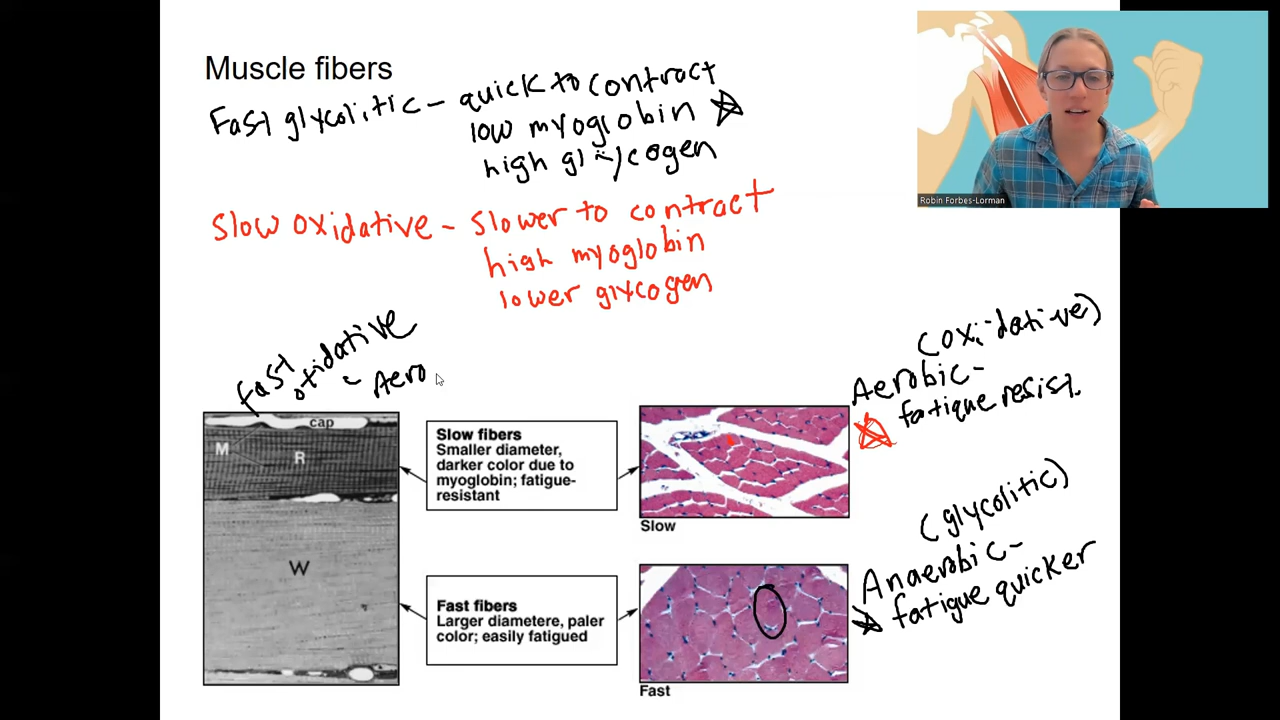 Muscle fibers
Fast glycolitic - quick to contract
low myoglobin
high glycogen
Slow oxidative - slower to contract
high myoglobin
lower glycogen
Robin Forbes-Lorman
Fast
oxidative
- Aero
(oxidative)
Aerobic-
fatigue resist.
cap
M
R
W
Slow fibers
Smaller diameter,
darker color due to
myoglobin; fatigue-
resistant
Slow
(glycolitic)
Anaerobic-
fatigue quicker
Fast fibers
Larger diametere, paler
color; easily fatigued
Fast